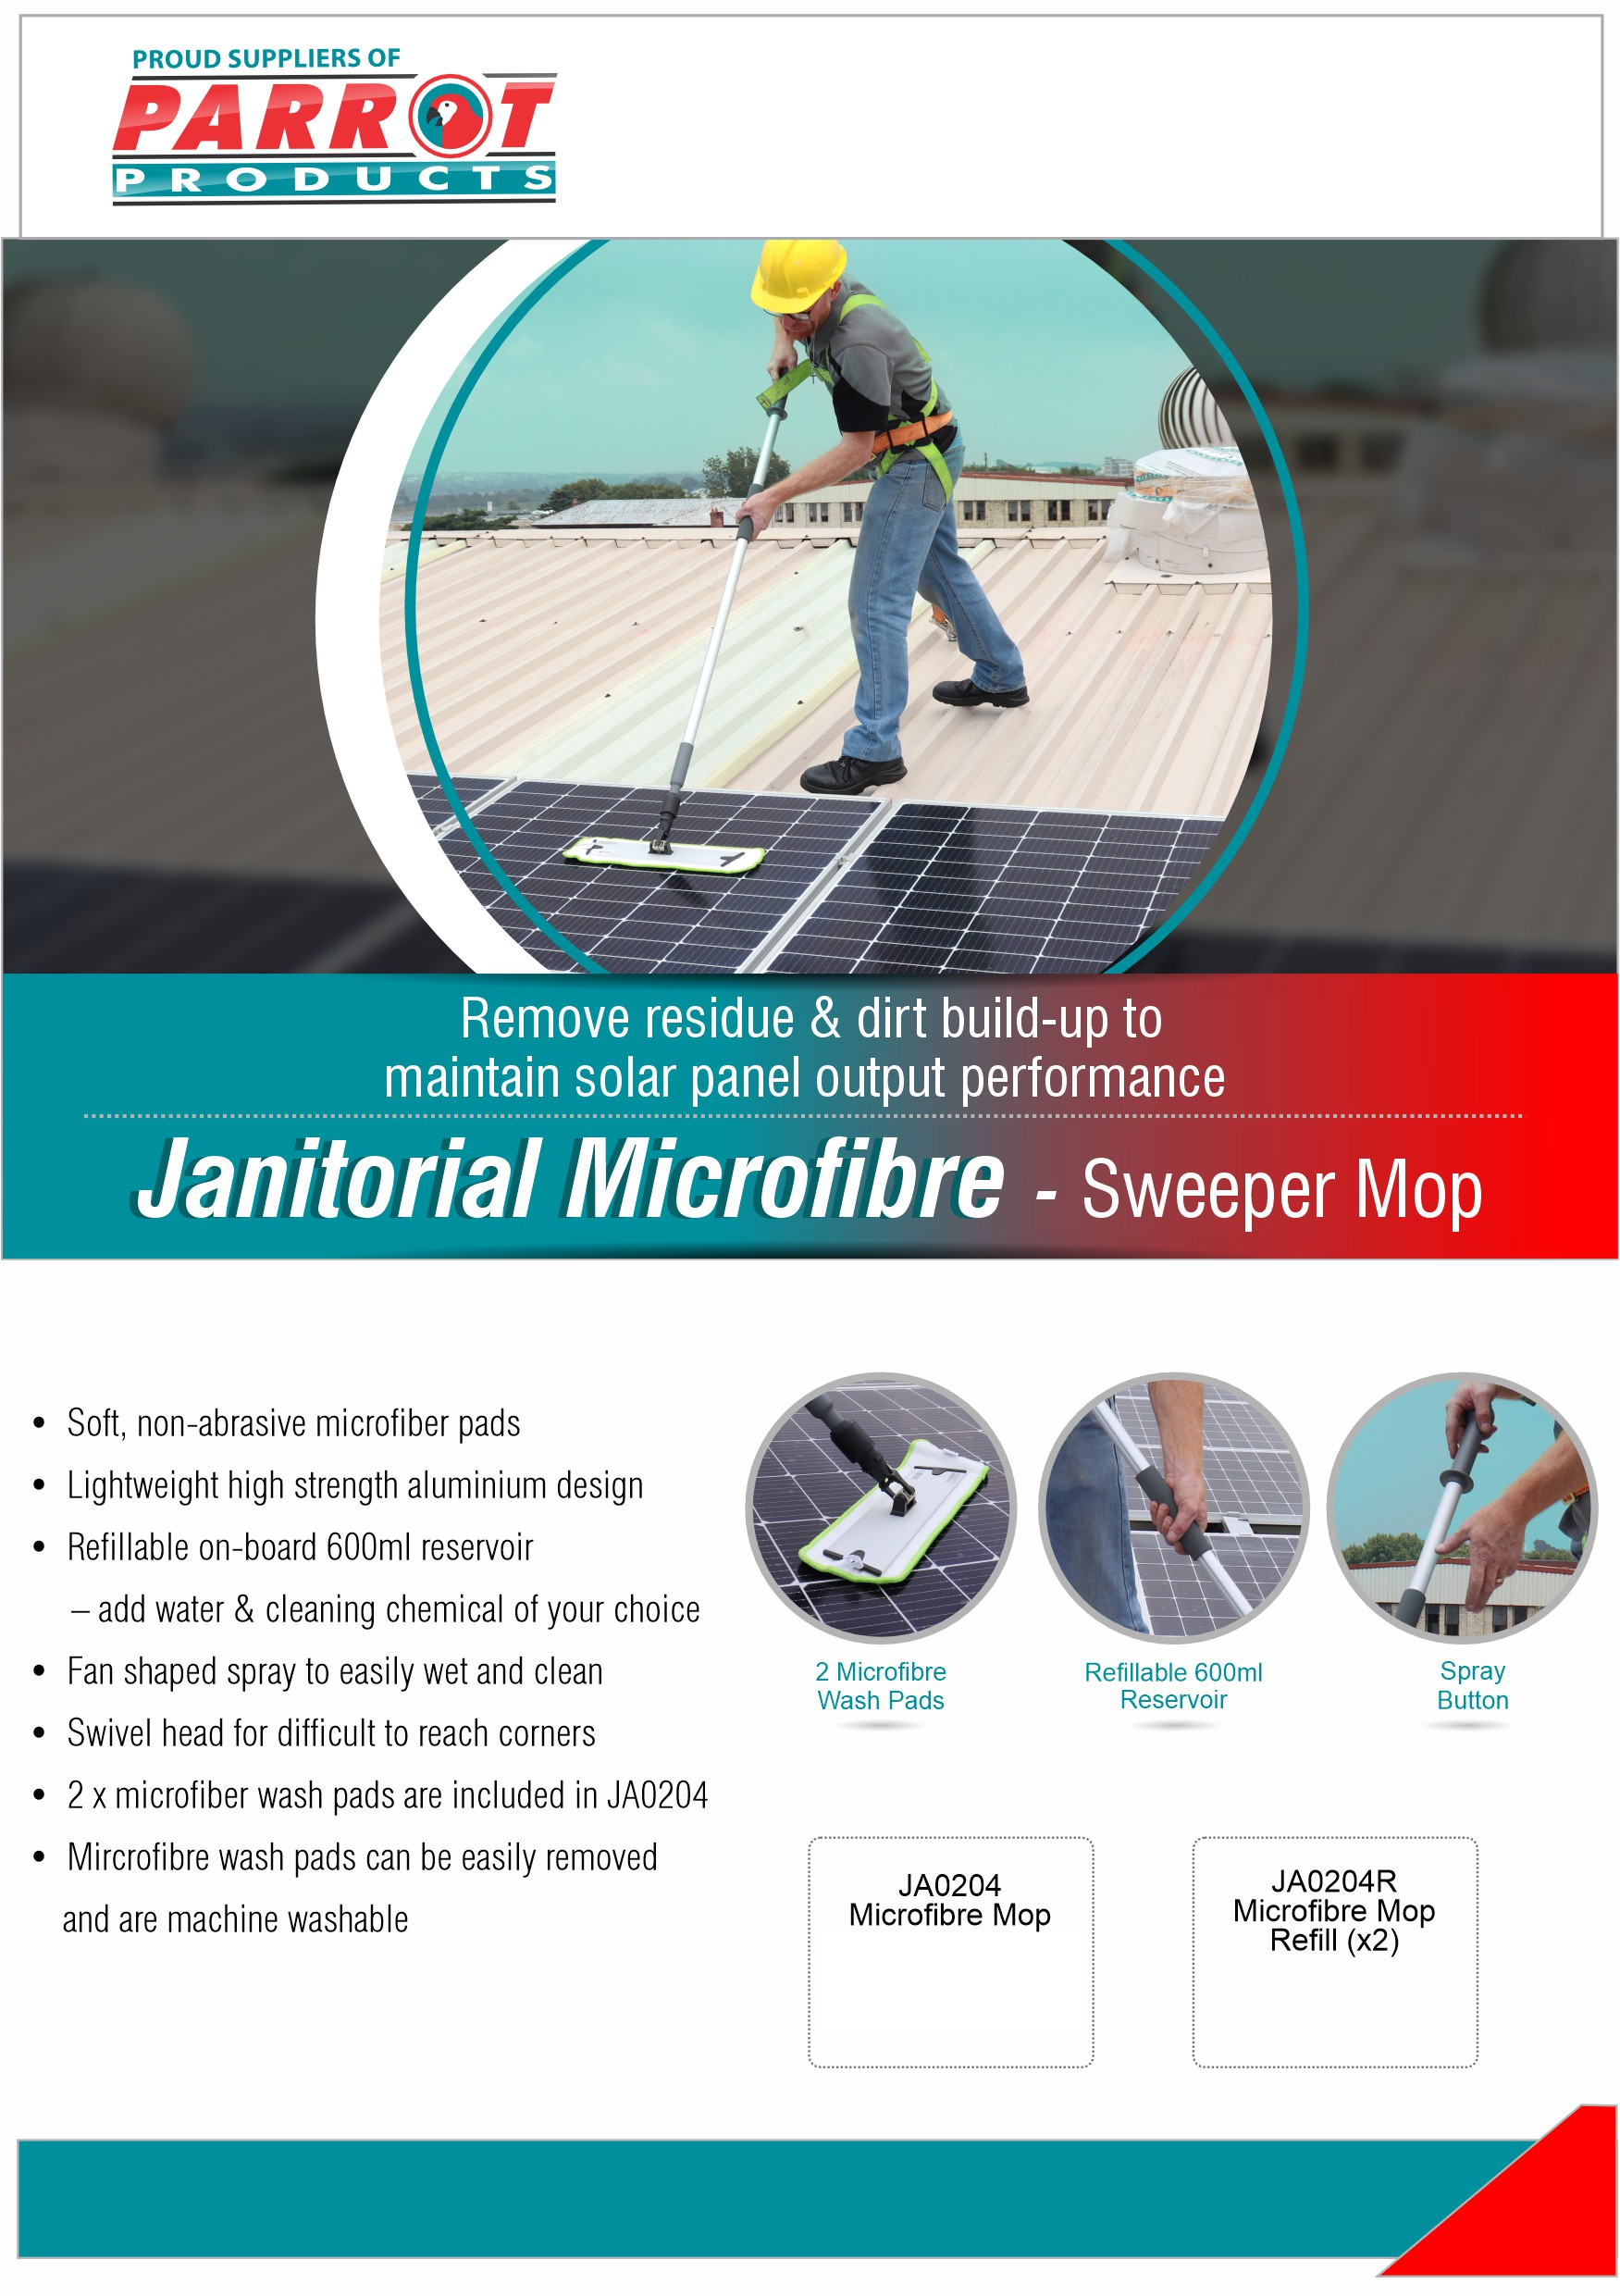 PROUD SUPPLIERS OF
PARROT
PRODUCTS
Remove residue & dirt build-up to
maintain solar panel output performance
Janitorial Microfibre - Sweeper Mop
• Soft, non-abrasive microfiber pads
• Lightweight high strength aluminium design
• Refillable on-board 600ml reservoir
– add water & cleaning chemical of your choice
• Fan shaped spray to easily wet and clean
• Swivel head for difficult to reach corners
• 2 x microfiber wash pads are included in JA0204
• Mircrofibre wash pads can be easily removed
and are machine washable
2 Microfibre
Wash Pads
Refillable 600ml
Reservoir
Spray
Button
JA0204
Microfibre Mop
JA0204R
Microfibre Mop
Refill (x2)